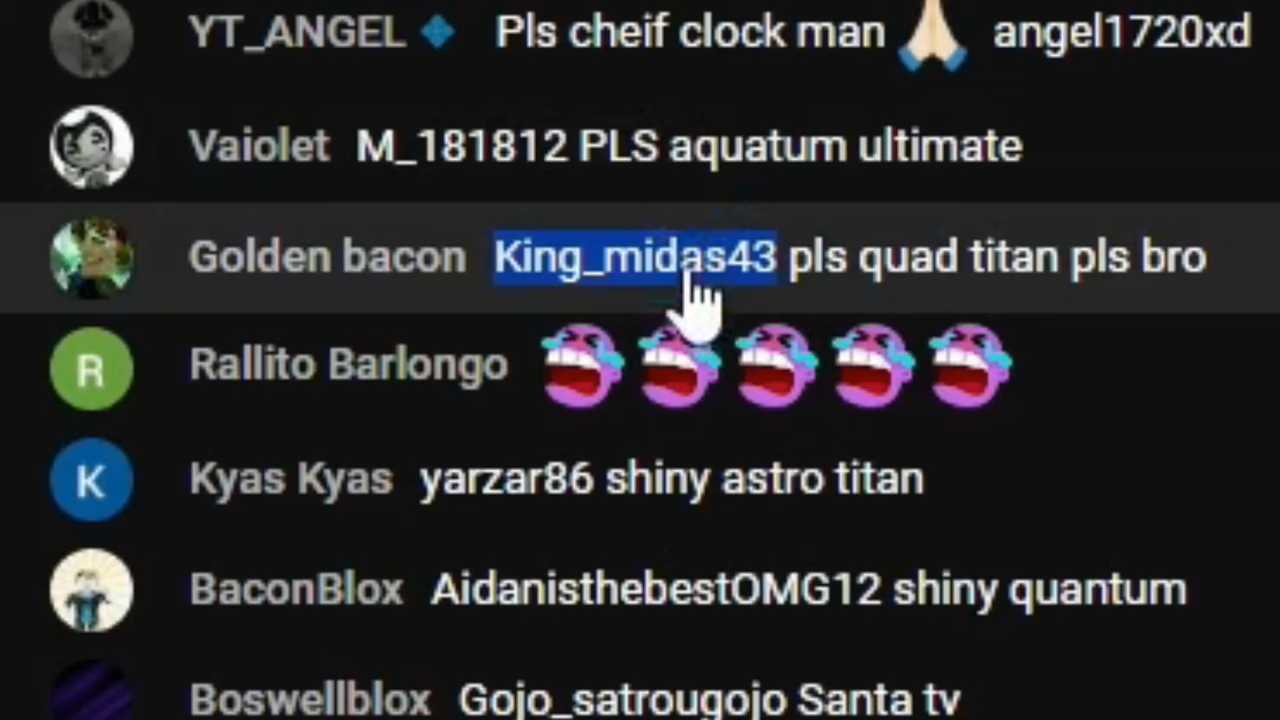 YT_ANGEL Pls cheif clock man angel1720xd
Vaiolet M_181812 PLS aquatum ultimate
Golden bacon King_midas43 pls quad titan pls bro
R Rallito Barlongo
K Kyas Kyas yarzar86 shiny astro titan
BaconBlox AidanisthebestOMG12 shiny quantum
Boswellblox Gojo_satrougojo Santa tv